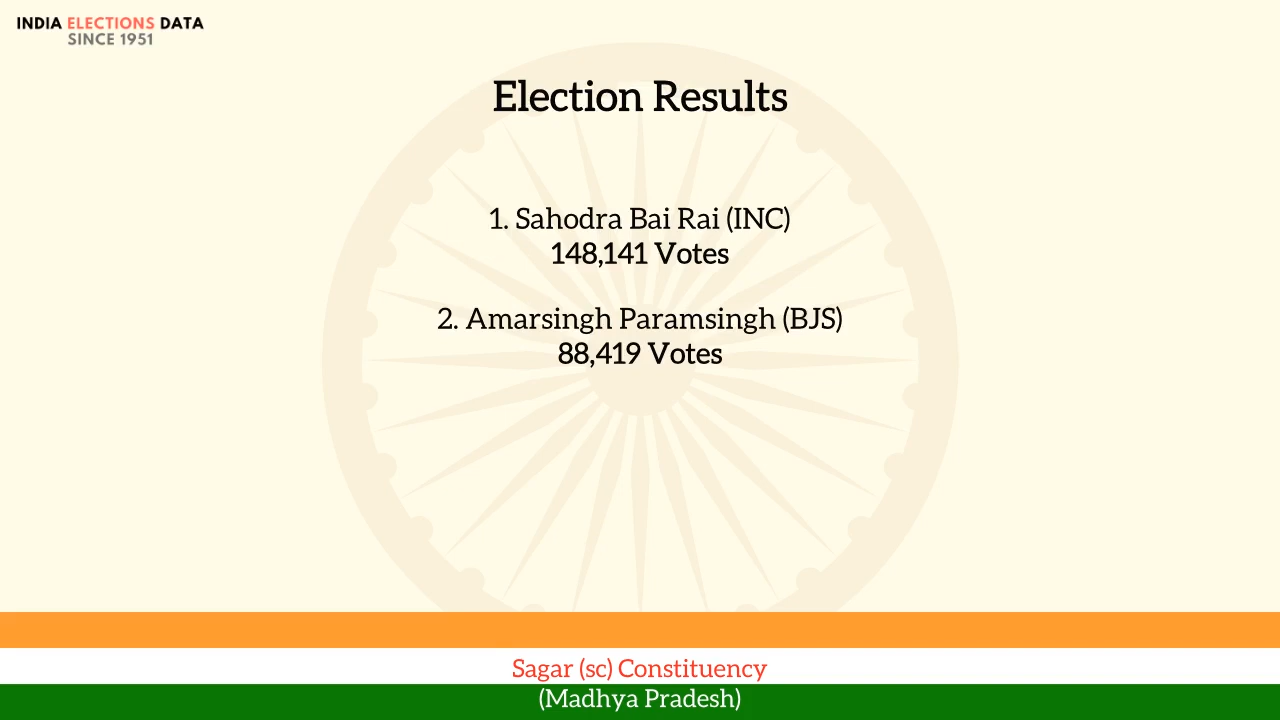 INDIA ELECTIONS DATA
SINCE 1951
Election Results
1. Sahodra Bai Rai (INC)
148,141 Votes
2. Amarsingh Paramsingh (BJS)
88,419 Votes
Sagar (sc) Constituency
(Madhya Pradesh)